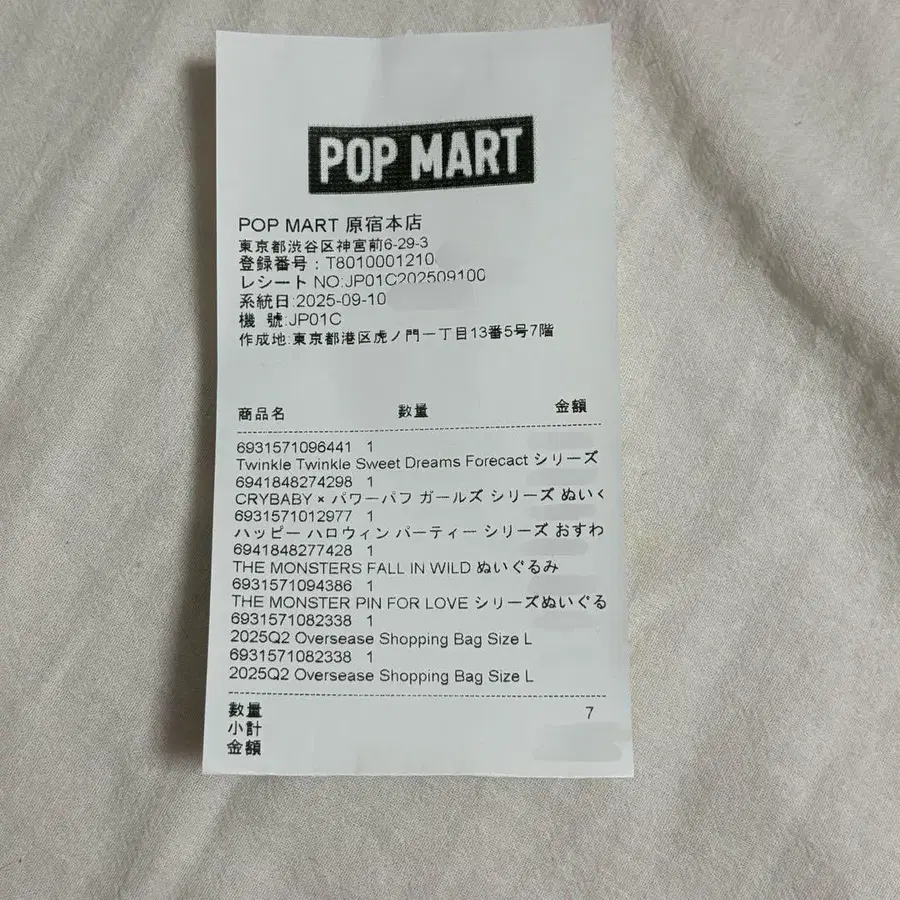 POP MART
POP MART 原宿本店
東京都渋谷区神宮前6-29-3
登録番号：T8010001210
レシート NO:JP01C202509100
系統日:2025-09-10
機 號:JP01C
作成地:東京都港区虎ノ門一丁目13番5号7階
商品名 数量 金額
6931571096441 1
Twinkle Twinkle Sweet Dreams Forecact シリーズ
6941848274298 1
CRYBABY × パワーパフ ガールズ シリーズ ぬいく
6931571012977 1
ハッピー ハロウィン パーティー シリーズ おすわ
6941848277428 1
THE MONSTERS FALL IN WILD ぬいぐるみ
6931571094386 1
THE MONSTER PIN FOR LOVE シリーズぬいぐる
6931571082338 1
2025Q2 Oversease Shopping Bag Size L
6931571082338 1
2025Q2 Oversease Shopping Bag Size L
数量 7
小計
金額